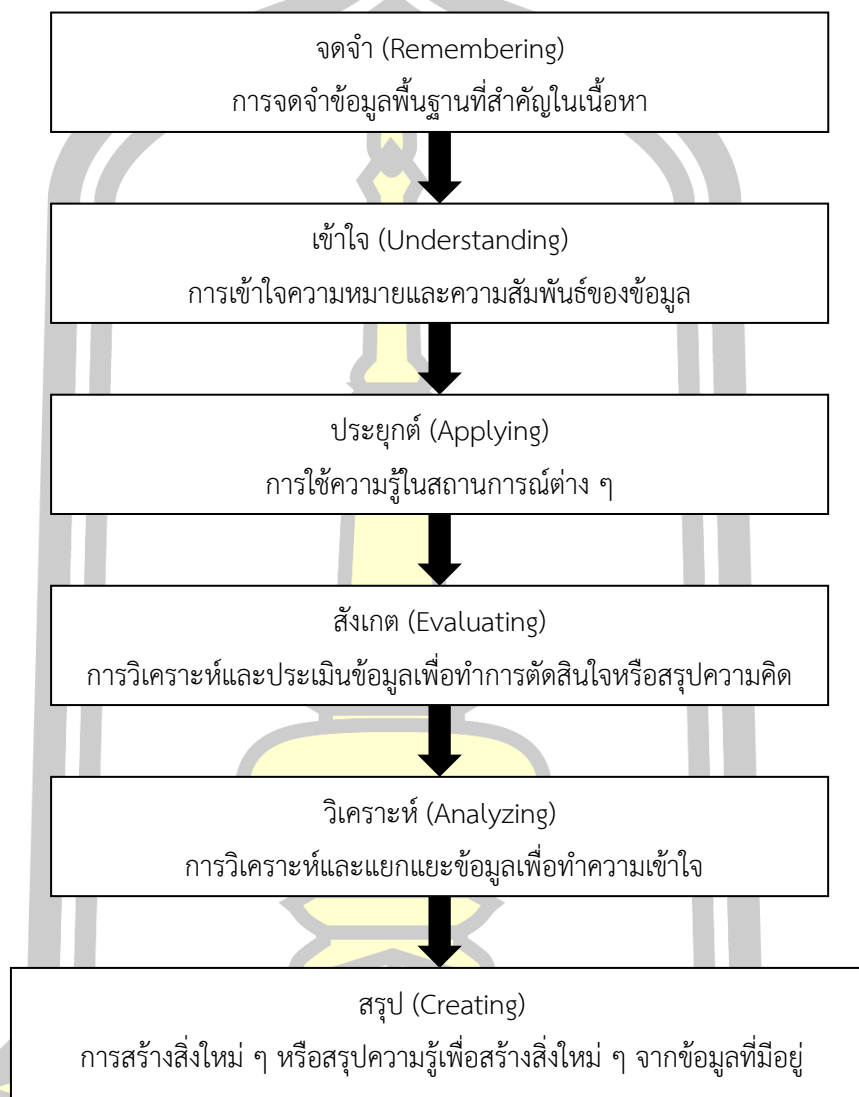 จดจำ (Remembering)
การจดจำข้อมูลพื้นฐานที่สำคัญในเนื้อหา
เข้าใจ (Understanding)
การเข้าใจความหมายและความสัมพันธ์ของข้อมูล
ประยุกต์ (Applying)
การใช้ความรู้ในสถานการณ์ต่าง ๆ
สังเกต (Evaluating)
การวิเคราะห์และประเมินข้อมูลเพื่อทำการตัดสินใจหรือสรุปความคิด
วิเคราะห์ (Analyzing)
การวิเคราะห์และแยกแยะข้อมูลเพื่อทำความเข้าใจ
สรุป (Creating)
การสร้างสิ่งใหม่ ๆ หรือสรุปความรู้เพื่อสร้างสิ่งใหม่ ๆ จากข้อมูลที่มีอยู่